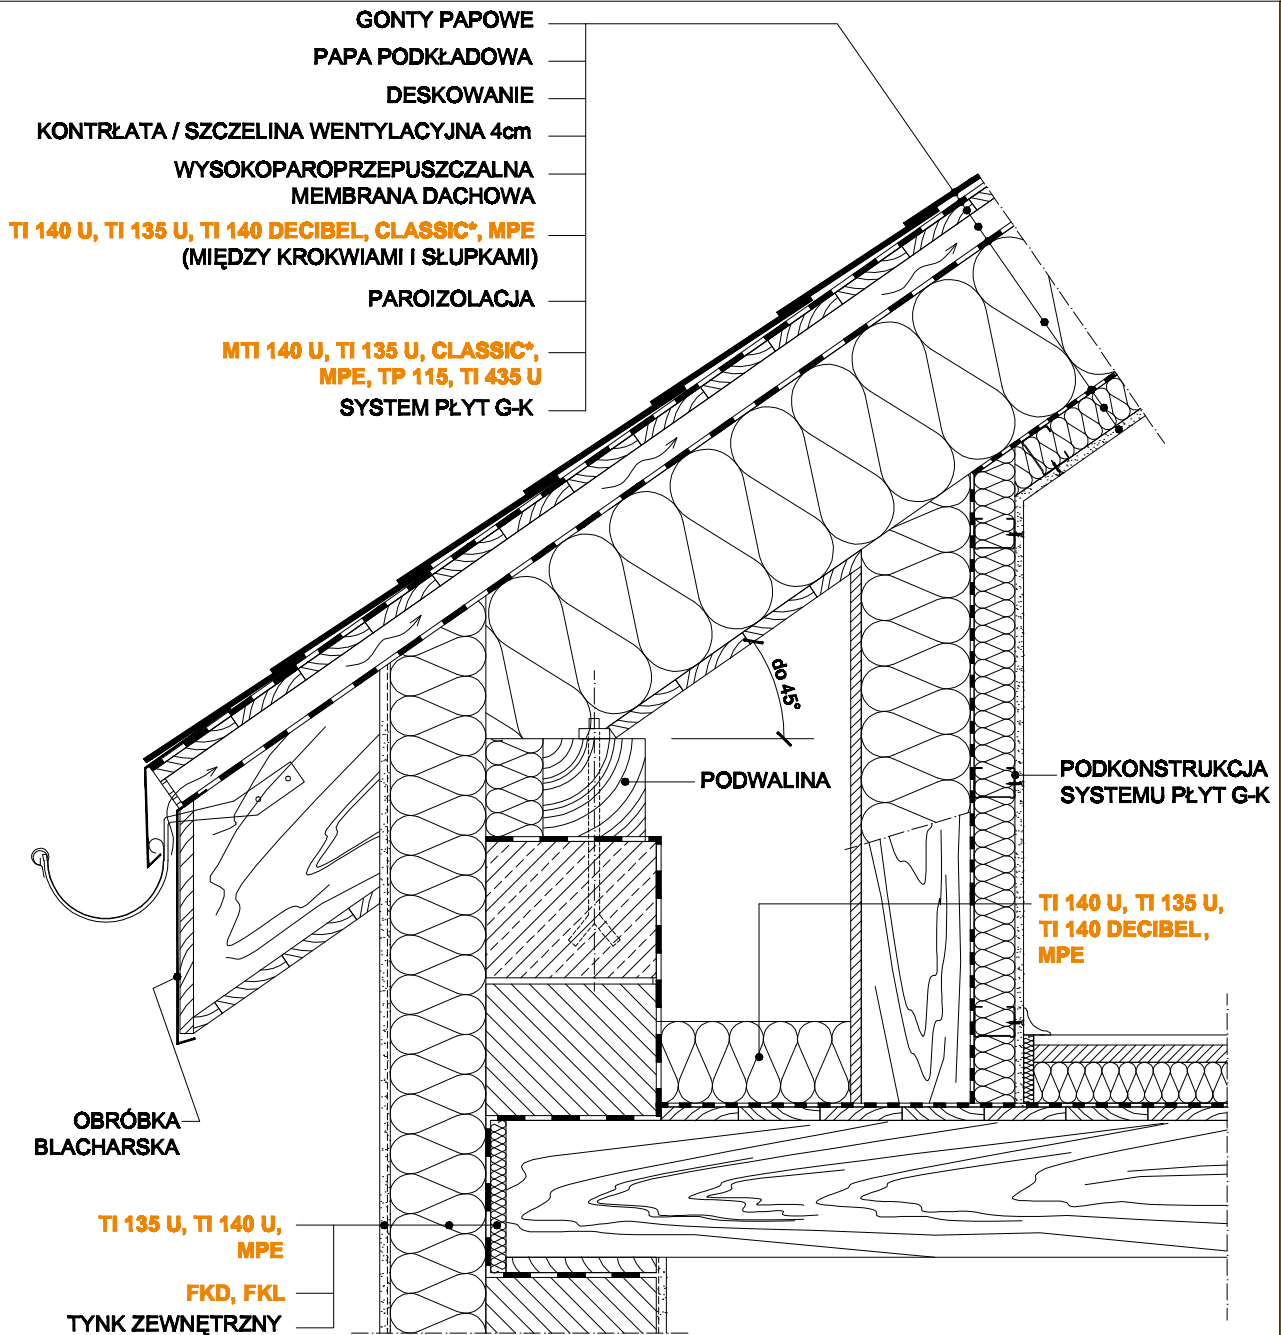 GONTY PAPOWE
PAPA PODKŁADOWA
DESKOWANIE
KONTRŁATA / SZCZELINA WENTYLACYJNA 4cm
WYSOKOPAROPRZEPUSZCZALNA
MEMBRANA DACHOWA
TI 140 U, TI 135 U, TI 140 DECIBEL, CLASSIC*, MPE
(MIĘDZY KROKWIAMI I SŁUPKAMI)
PAROIZOLACJA
MTI 140 U, TI 135 U, CLASSIC*,
MPE, TP 115, TI 435 U
SYSTEM PŁYT G-K
do 45°
PODWALINA
PODKONSTRUKCJA
SYSTEMU PŁYT G-K
TI 140 U, TI 135 U,
TI 140 DECIBEL,
MPE
OBRÓBKA
BLACHARSKA
TI 135 U, TI 140 U,
MPE
FKD, FKL
TYNK ZEWNĘTRZNY